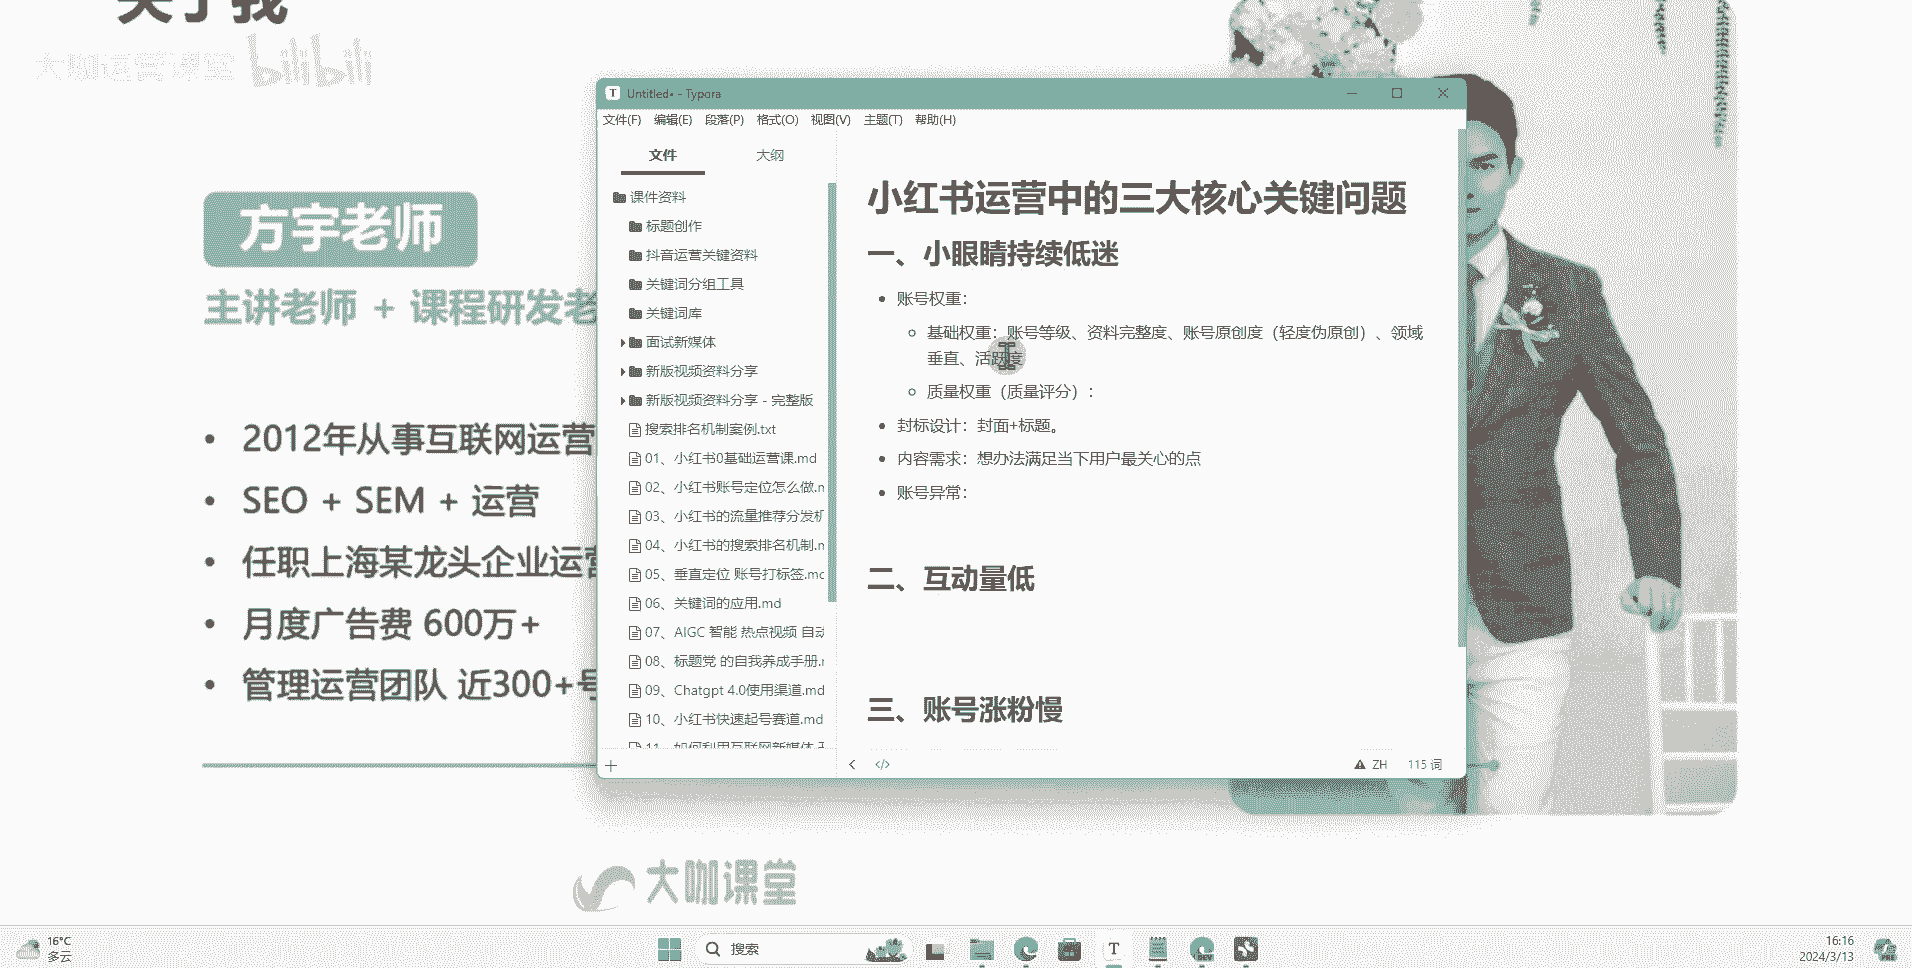 关于我
大咖运营课堂 bilibili
方宇老师
主讲老师 + 课程研发老
• 2012年从事互联网运营
• SEO + SEM + 运营
• 任职上海某龙头企业运营
• 月度广告费 600万+
• 管理运营团队 近300+号
Untitled• - Typora
文件(F) 编辑(E) 段落(P) 格式(O) 视图(V) 主题(T) 帮助(H)
文件 大纲
课件资料
标题创作
抖音运营关键资料
关键词分组工具
关键词库
面试新媒体
新版视频资料分享
新版视频资料分享 - 完整版
搜索排名机制案例.txt
01、小红书0基础运营课.md
02、小红书账号定位怎么做.m
03、小红书的流量推荐分发机
04、小红书的搜索排名机制.m
05、垂直定位 账号打标签.md
06、关键词的应用.md
07、AIGC 智能 热点视频 自动
08、标题党 的自我养成手册.m
09、Chatgpt 4.0使用渠道.md
10、小红书快速起号赛道.md
11、如何利用互联网新媒体
小红书运营中的三大核心关键问题
一、小眼睛持续低迷
• 账号权重：
基础权重：账号等级、资料完整度、账号原创度（轻度伪原创）、领域
垂直、活跃度
质量权重（质量评分）：
• 封标设计：封面+标题。
• 内容需求：想办法满足当下用户最关心的点
• 账号异常：
二、互动量低
三、账号涨粉慢
ZH 115 词
大咖课堂
16°C
多云
搜索
T
DEV
16:16
2024/3/13
PRE